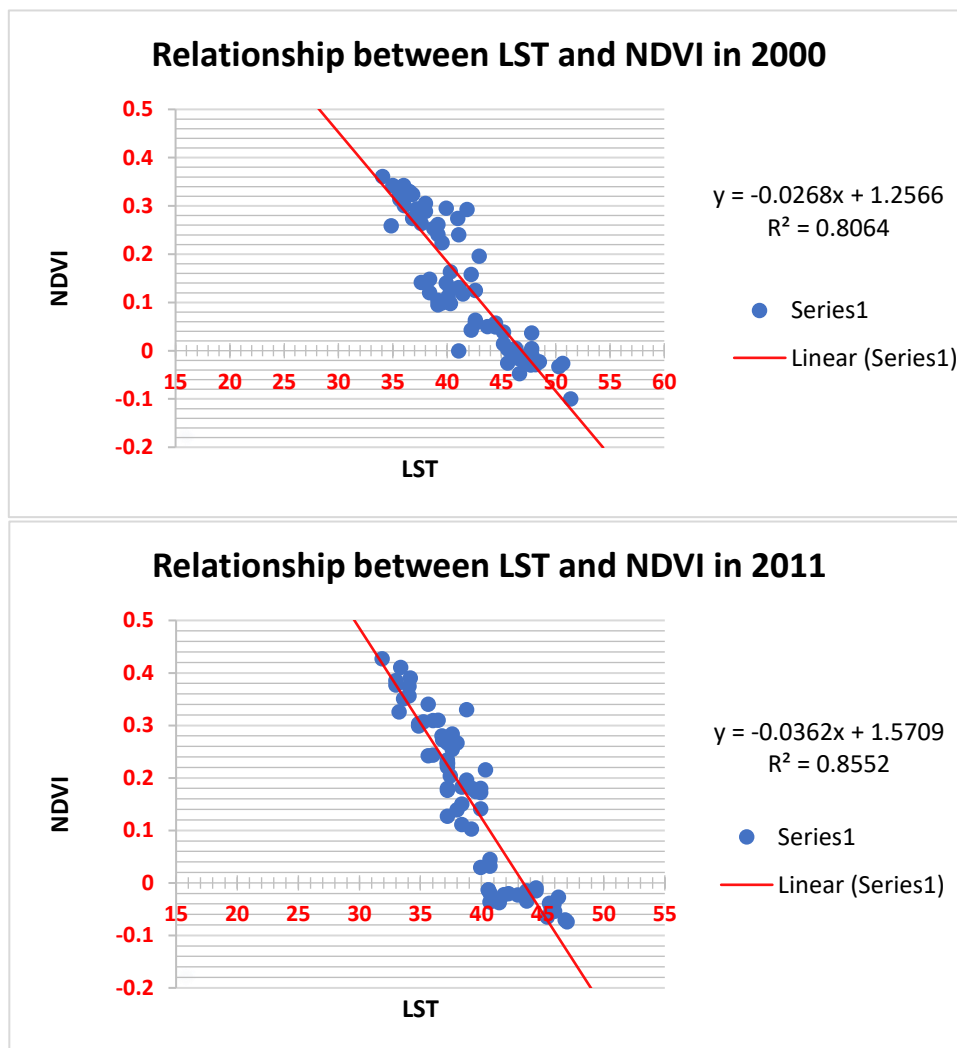 Relationship between LST and NDVI in 2000
0.5
0.4
0.3
0.2
0.1
0
-0.1
-0.2
15 20 25 30 35 40 45 50 55 60
NDVI
LST
y = -0.0268x + 1.2566
R² = 0.8064
Series1
Linear (Series1)
Relationship between LST and NDVI in 2011
0.5
0.4
0.3
0.2
0.1
0
-0.1
-0.2
15 20 25 30 35 40 45 50 55
NDVI
LST
y = -0.0362x + 1.5709
R² = 0.8552
Series1
Linear (Series1)